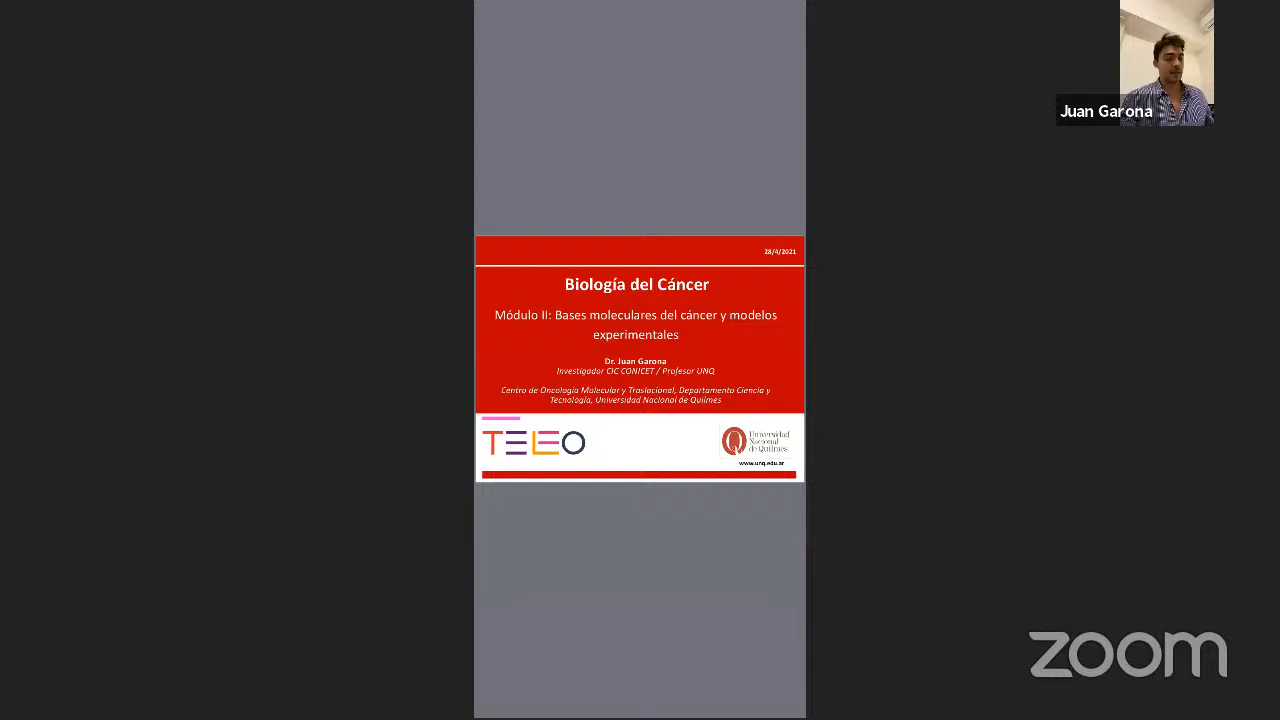 Juan Garona
28/4/2021
Biología del Cáncer
Módulo II: Bases moleculares del cáncer y modelos
experimentales
Dr. Juan Garona
Investigador CIC CONICET / Profesor UNQ
Centro de Oncología Molecular y Traslacional, Departamento Ciencia y
Tecnología, Universidad Nacional de Quilmes
TELEO
Universidad
Nacional
de Quilmes
www.unq.edu.ar
zoom